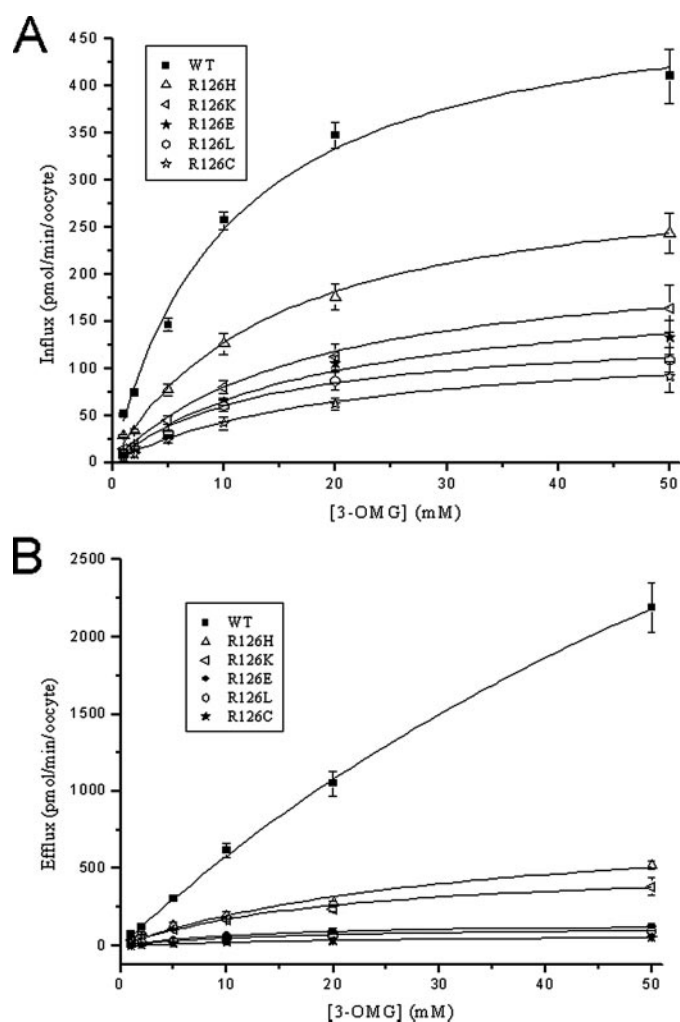 A
450
400
350
300
250
200
150
100
50
0
Influx (pmol/min/oocyte)
WT
R126H
R126K
R126E
R126L
R126C
0 10 20 30 40 50
[3-OMG] (mM)
B
2500
2000
1500
1000
500
0
Efflux (pmol/min/oocyte)
WT
R126H
R126K
R126E
R126L
R126C
0 10 20 30 40 50
[3-OMG] (mM)